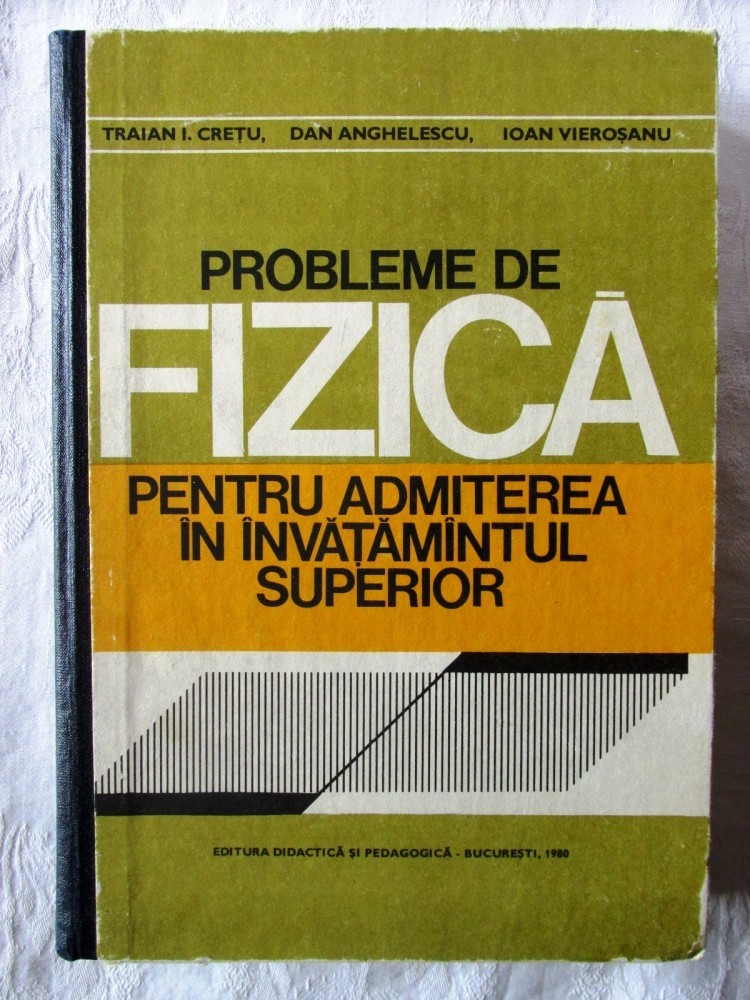 TRAIAN I. CREȚU, DAN ANGHELESCU, IOAN VIEROȘANU
PROBLEME DE
FIZICĂ
PENTRU ADMITEREA
ÎN ÎNVĂȚĂMÎNTUL
SUPERIOR
EDITURA DIDACTICĂ ȘI PEDAGOGICĂ - BUCUREȘTI, 1980